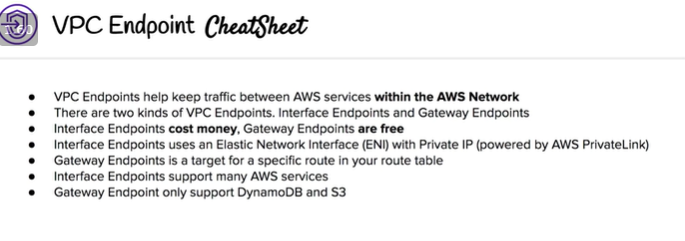 VPC Endpoint CheatSheet
● VPC Endpoints help keep traffic between AWS services within the AWS Network
● There are two kinds of VPC Endpoints. Interface Endpoints and Gateway Endpoints
● Interface Endpoints cost money, Gateway Endpoints are free
● Interface Endpoints uses an Elastic Network Interface (ENI) with Private IP (powered by AWS PrivateLink)
● Gateway Endpoints is a target for a specific route in your route table
● Interface Endpoints support many AWS services
● Gateway Endpoint only support DynamoDB and S3